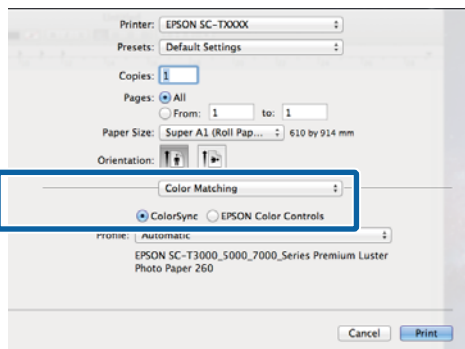 Printer: EPSON SC-TXXXX
Presets: Default Settings
Copies: 1
Pages: All
From: 1 to: 1
Paper Size: Super A1 (Roll Pap... 610 by 914 mm
Orientation:
Color Matching
ColorSync EPSON Color Controls
Profile: Automatic
EPSON SC-T3000_5000_7000_Series Premium Luster
Photo Paper 260
Cancel Print